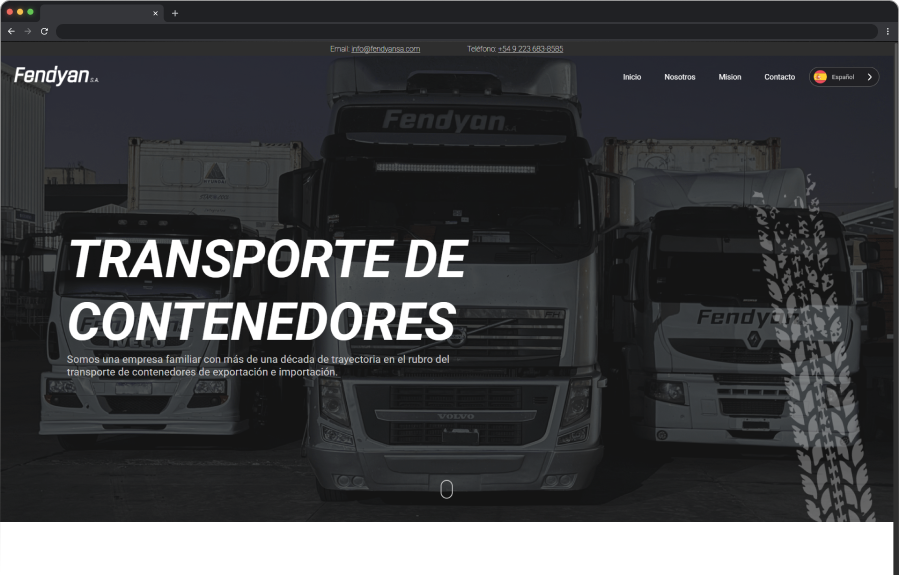 Email: info@fendyansa.com
Teléfono: +54 9 223 683-8585
Fendyan S.A.
Inicio
Nosotros
Mision
Contacto
Español
Fendyan
TRANSPORTE DE
CONTENEDORES
Somos una empresa familiar con más de una década de trayectoria en el rubro del
transporte de contenedores de exportación e importación.
Fendyan
VOLVO